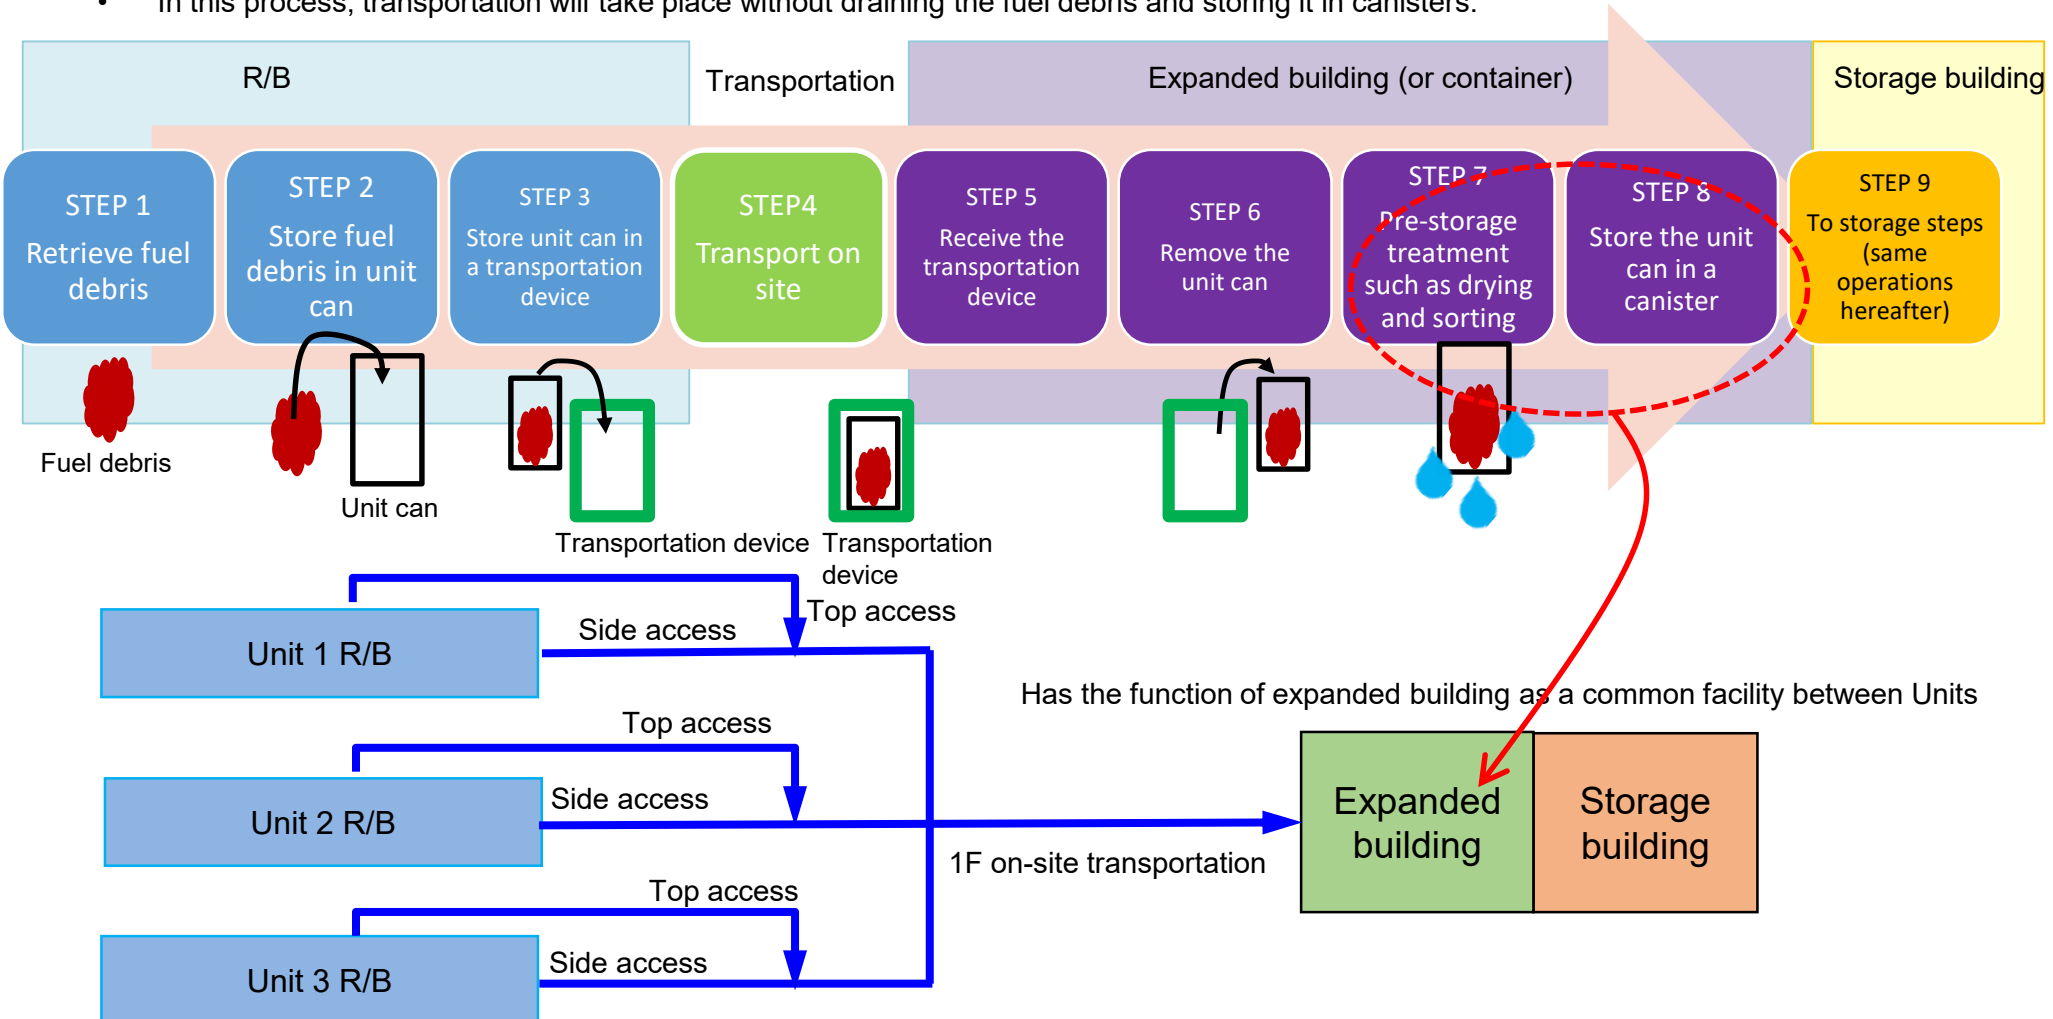 • In this process, transportation will take place without draining the fuel debris and storing it in canisters.
R/B
Transportation
Expanded building (or container)
Storage building
STEP 1
Retrieve fuel
debris
STEP 2
Store fuel
debris in unit
can
STEP 3
Store unit can in
a transportation
device
STEP4
Transport on
site
STEP 5
Receive the
transportation
device
STEP 6
Remove the
unit can
STEP 7
Pre-storage
treatment
such as drying
and sorting
STEP 8
Store the unit
can in a
canister
STEP 9
To storage steps
(same
operations
hereafter)
Fuel debris
Unit can
Transportation device
Transportation
device
Top access
Side access
Unit 1 R/B
Has the function of expanded building as a common facility between Units
Top access
Side access
Unit 2 R/B
Expanded
building
Storage
building
1F on-site transportation
Top access
Side access
Unit 3 R/B